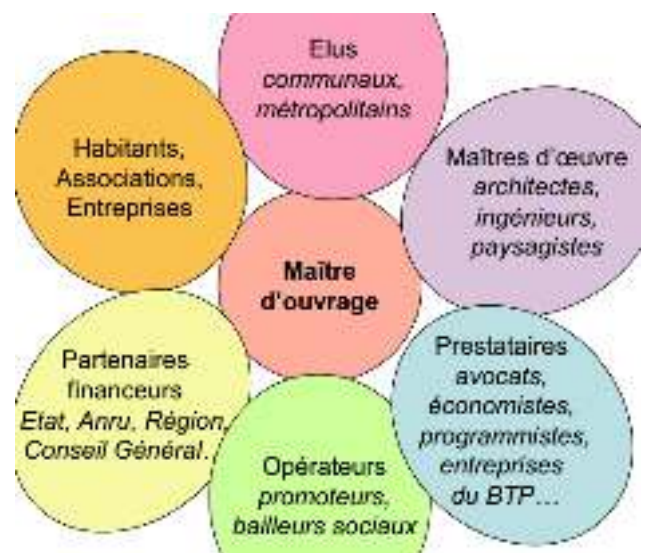 Elus
communaux,
métropolitains
Habitants,
Associations,
Entreprises
Maîtres d'œuvre
architectes,
ingénieurs,
paysagistes
Maître
d'ouvrage
Partenaires
financeurs
Etat, Anru, Région,
Conseil Général…
Prestataires
avocats,
économistes,
programmistes,
entreprises
du BTP…
Opérateurs
promoteurs,
bailleurs sociaux